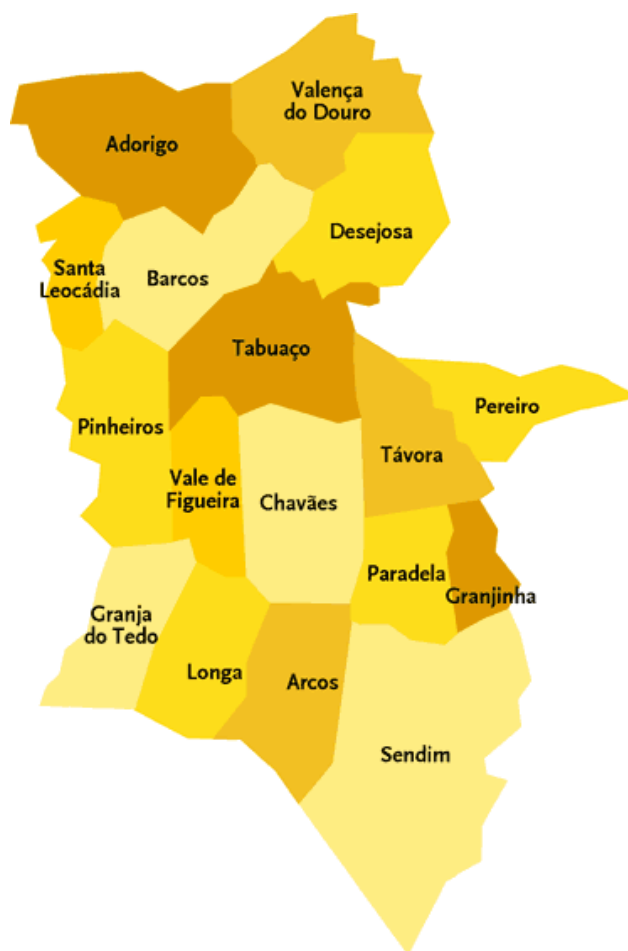 Valença
do Douro
Adorigo
Desejosa
Santa
Leocádia
Barcos
Tabuaço
Pereiro
Pinheiros
Távora
Vale de
Figueira
Chavães
Paradela
Granjinha
Granja
do Tedo
Longa
Arcos
Sendim